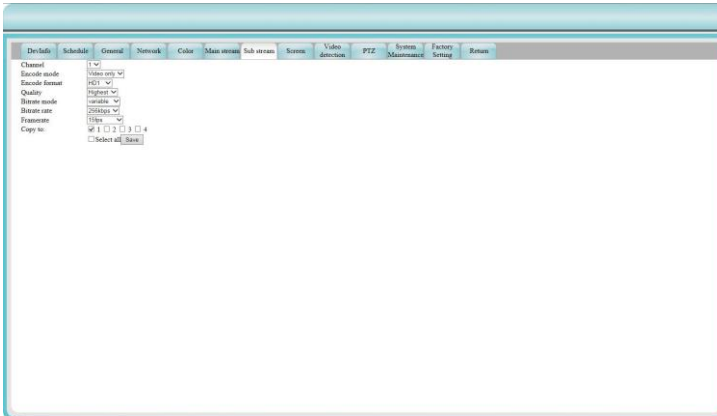 DevInfo Schedule General Network Color Main stream Sub stream Screen Video detection PTZ System Maintenance Factory Setting Return
Channel 1
Encode mode Video only
Encode format HD1
Quality Highest
Bitrate mode variable
Bitrate rate 256kbps
Framerate 15fps
Copy to: 1 2 3 4
Select all Save